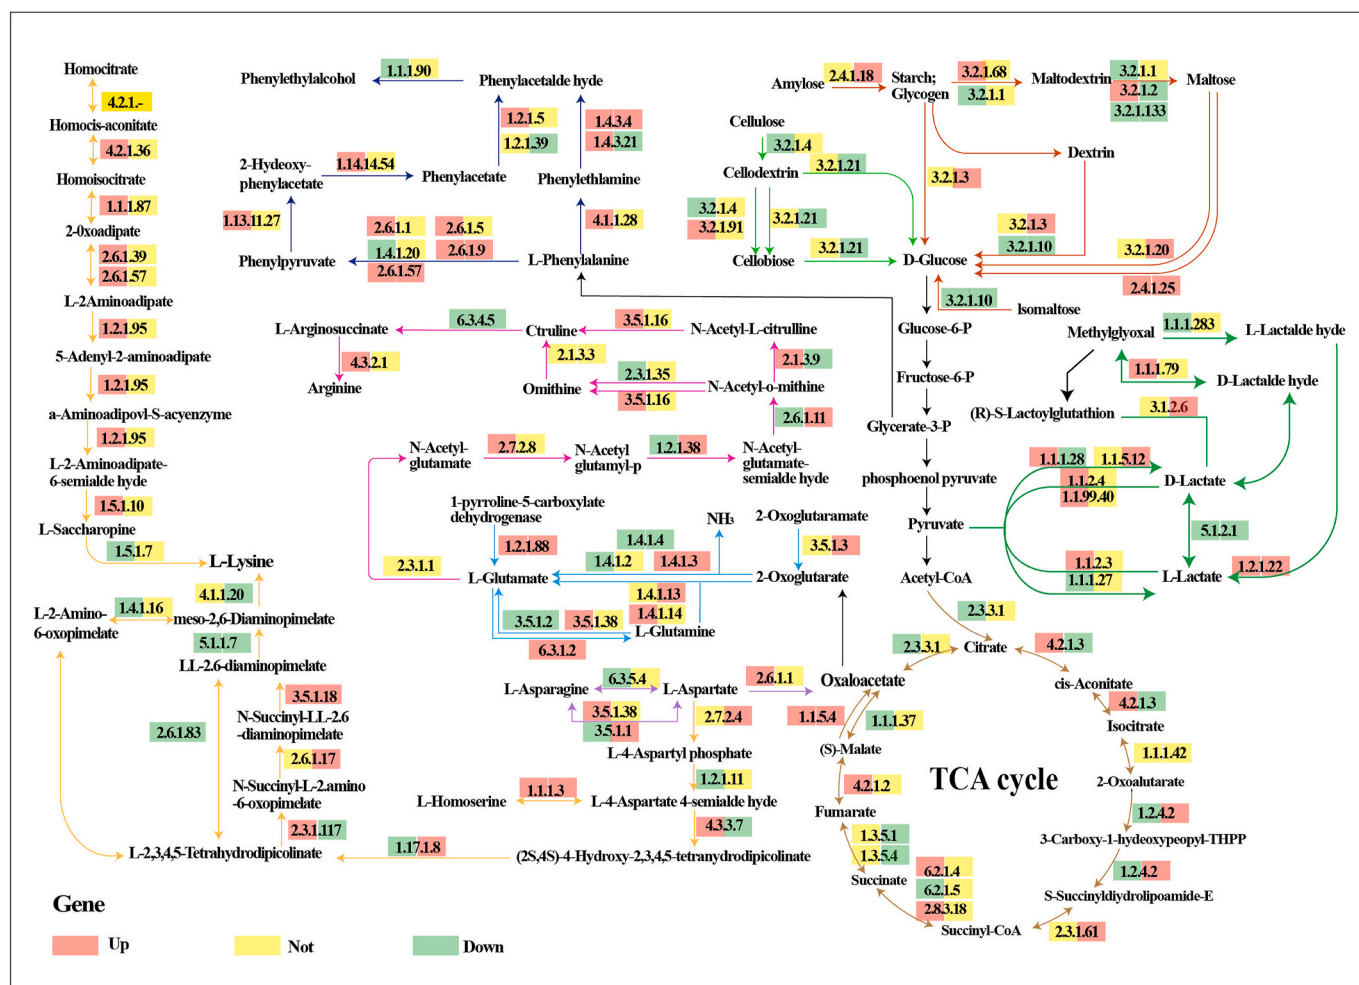 Homocitrate
4.2.1.-
Homocis-aconitate
4.2.1.36
Homoisocitrate
1.1.1.87
2-0xoadipate
2.6.1.39
2.6.1.57
L-2Aminoadipate
1.2.1.95
5-Adenyl-2-aminoadipate
1.2.1.95
a-Aminoadipovl-S-acyenzyme
1.2.1.95
L-2-Aminoadipate-
6-semialde hyde
1.5.1.10
L-Saccharopine
1.5.1.7
L-Lysine
4.1.1.20
L-2-Amino-
6-oxopimelate
1.4.1.16
meso-2,6-Diaminopimelate
5.1.1.7
LL-2.6-diaminopimelate
3.5.1.18
2.6.1.83
N-Succinyl-LL-2.6
-diaminopimelate
2.6.1.17
N-Succinyl-L-2.amino
-6-oxopimelate
2.3.1.117
L-2,3,4,5-Tetrahydrodipicolinate
Phenylethylalcohol
1.1.1.90
Phenylacetalde hyde
1.2.1.5
1.2.1.39
1.4.3.4
1.4.3.21
2-Hydeoxy-
phenylacetate
1.14.14.54
Phenylacetate
Phenylethlamine
1.13.11.27
4.1.1.28
2.6.1.1
2.6.1.5
1.4.1.20
2.6.1.9
2.6.1.57
Phenylpyruvate
L-Phenylalanine
L-Arginosuccinate
6.3.4.5
Ctruline
3.5.1.16
N-Acetyl-L-citrulling
4.3.2.1
2.1.3.3
2.1.3.9
2.3.1.35
Arginine
Omithine
N-Acetyl-o-mithine
3.5.1.16
2.6.1.11
N-Acetyl-
glutamate
2.7.2.8
N-Acetyl
glutamyl-p
1.2.1.38
N-Acetyl-
glutamate-
semialde hyde
1-pyrroline-5-carboxylate
dehydrogenase
NH3
2-Oxoglutaramate
1.2.1.88
1.4.1.4
1.4.1.2
1.4.1.3
3.5.1.3
2.3.1.1
L-Glutamate
2-Oxoglutarate
1.4.1.13
1.4.1.14
3.5.1.2
3.5.1.38
L-Glutamine
6.3.1.2
L-Asparagine
6.3.5.4
L-Aspartate
2.6.1.1
3.5.1.38
3.5.1.1
2.7.2.4
L-4-Aspartyl phosphate
1.2.1.11
L-Homoserine
1.1.1.3
L-4-Aspartate 4-semialde hyde
4.3.3.7
1.17.1.8
(2S,4S)-4-Hydroxy-2,3,4,5-tetranydrodipicolinate
Amylose
2.4.1.18
Starch;
Glycogen
3.2.1.68
3.2.1.1
Maltodextrin
3.2.1.1
3.2.1.2
3.2.1.133
Maltose
Cellulose
3.2.1.4
Cellodextrin
3.2.1.21
Dextrin
3.2.1.3
3.2.1.4
3.2.1.91
3.2.1.21
3.2.1.3
3.2.1.10
3.2.1.20
Cellobiose
3.2.1.21
D-Glucose
2.4.1.25
3.2.1.10
Isomaltose
Glucose-6-P
Fructose-6-P
Glycerate-3-P
phosphoenol pyruvate
Pyruvate
Acetyl-CoA
Methylglyoxal
1.1.1.283
L-Lactalde hyde
1.1.1.79
D-Lactalde hyde
(R)-S-Lactoylglutathion
3.1.2.6
1.1.1.28
1.1.5.12
1.1.2.4
1.1.99.40
D-Lactate
5.1.2.1
1.1.2.3
1.1.1.27
L-Lactate
1.2.1.22
2.3.3.1
2.3.3.1
Citrate
4.2.1.3
Oxaloacetate
cis-Aconitate
4.2.1.3
1.1.5.4
1.1.1.37
Isocitrate
(S)-Malate
1.1.1.42
TCA cycle
4.2.1.2
2-Oxoalutarate
Fumarate
1.2.4.2
1.3.5.1
1.3.5.4
3-Carboxy-1-hydeoxypeopyl-THPP
Succinate
6.2.1.4
6.2.1.5
2.8.3.18
1.2.4.2
S-Succinyldiydrolipoamide-E
Succinyl-CoA
2.3.1.61
Gene
Up
Not
Down